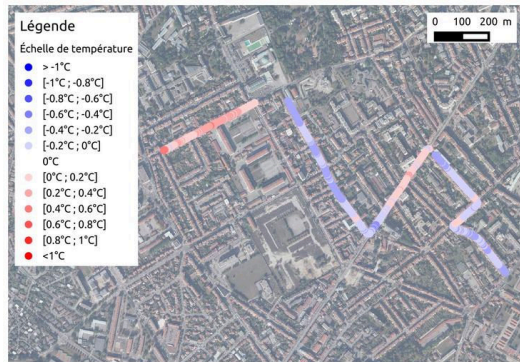 Légende
Échelle de température
> -1°C
[-1°C ; -0.8°C]
[-0.8°C ; -0.6°C]
[-0.6°C ; -0.4°C]
[-0.4°C ; -0.2°C]
[-0.2°C ; 0°C]
0°C
[0°C ; 0.2°C]
[0.2°C ; 0.4°C]
[0.4°C ; 0.6°C]
[0.6°C ; 0.8°C]
[0.8°C ; 1°C]
<1°C
0 100 200 m